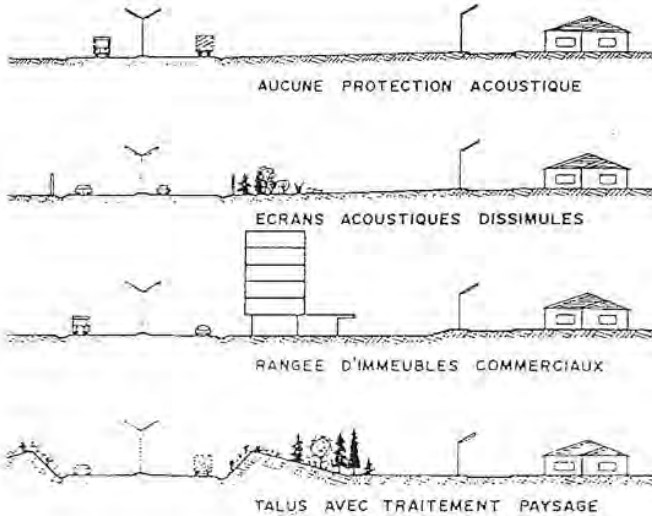 AUCUNE PROTECTION ACOUSTIQUE
ECRANS ACOUSTIQUES DISSIMULES
RANGEE D'IMMEUBLES COMMERCIAUX
TALUS AVEC TRAITEMENT PAYSAGE